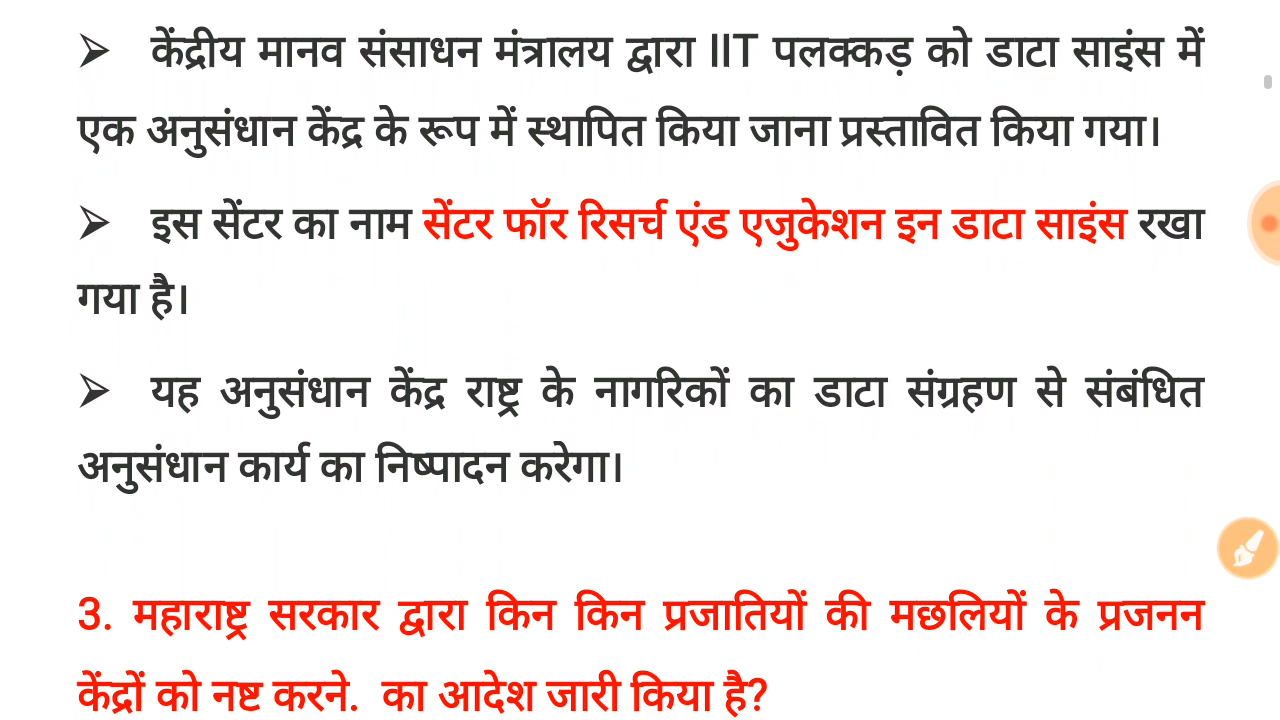 ➢ केंद्रीय मानव संसाधन मंत्रालय द्वारा IIT पलक्कड़ को डाटा साइंस में
एक अनुसंधान केंद्र के रूप में स्थापित किया जाना प्रस्तावित किया गया।
➢ इस सेंटर का नाम सेंटर फॉर रिसर्च एंड एजुकेशन इन डाटा साइंस रखा
गया है।
➢ यह अनुसंधान केंद्र राष्ट्र के नागरिकों का डाटा संग्रहण से संबंधित
अनुसंधान कार्य का निष्पादन करेगा।
3. महाराष्ट्र सरकार द्वारा किन किन प्रजातियों की मछलियों के प्रजनन
केंद्रों को नष्ट करने. का आदेश जारी किया है?